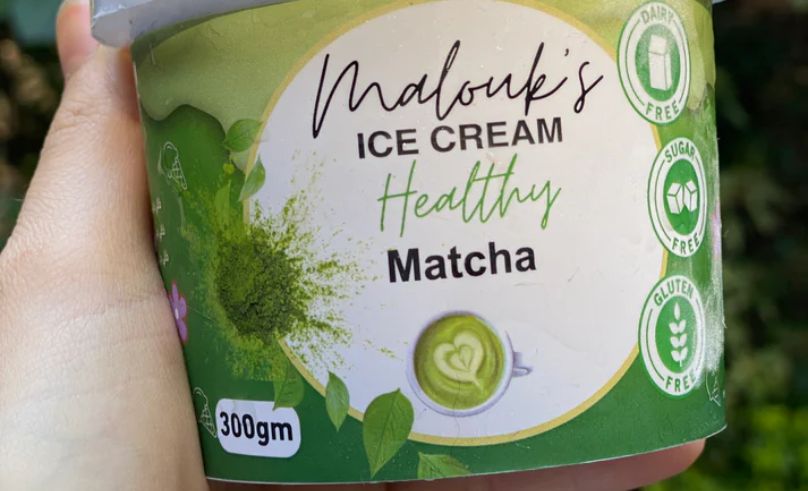 Malouk's
ICE CREAM
Healthy
Matcha
300gm
DAIRY
FREE
SUGAR
FREE
GLUTEN
FREE